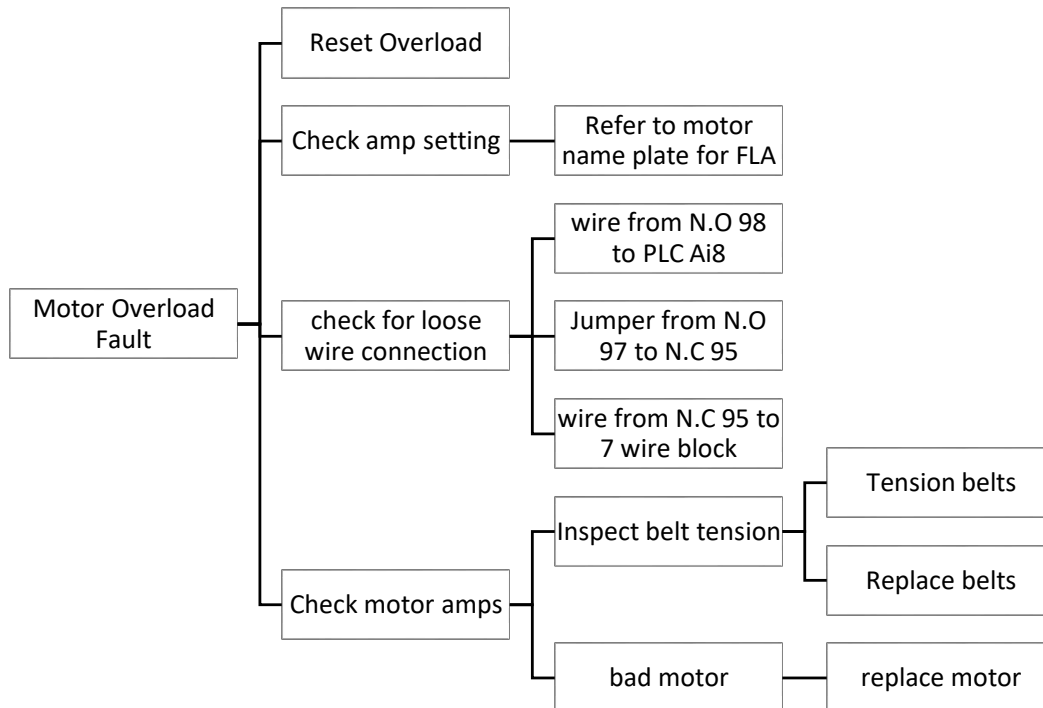 Reset Overload
Check amp setting
Refer to motor
name plate for FLA
wire from N.O 98
to PLC Ai8
Motor Overload
Fault
check for loose
wire connection
Jumper from N.O
97 to N.C 95
wire from N.C 95 to
7 wire block
Tension belts
Inspect belt tension
Replace belts
Check motor amps
bad motor
replace motor